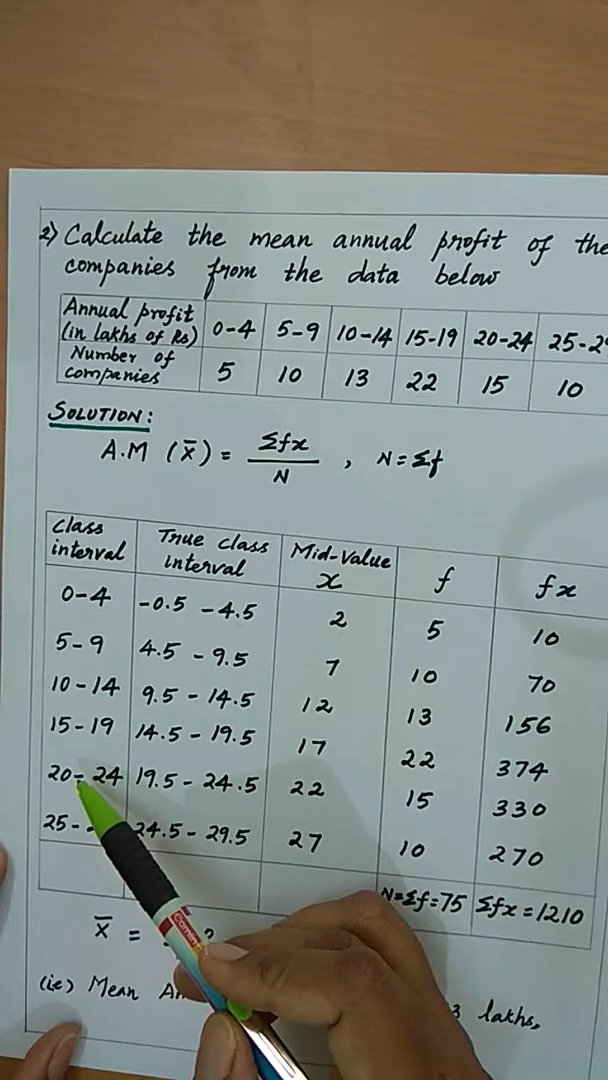 2) Calculate the mean annual profit of the
companies from the data below
Annual profit (in lakhs of Rs) 0-4 5-9 10-14 15-19 20-24 25-2
Number of companies 5 10 13 22 15 10
SOLUTION:
A.M (x̄) = Σfx / N , N = Σf
Class interval True class interval Mid-Value x f fx
0-4 -0.5 - 4.5 2 5 10
5-9 4.5 - 9.5 7 10 70
10-14 9.5 - 14.5 12 13 156
15-19 14.5 - 19.5 17 22 374
20-24 19.5 - 24.5 22 15 330
25- 24.5 - 29.5 27 10 270
N=Σf=75 Σfx=1210
x̄ =
(ie) Mean lakhs.